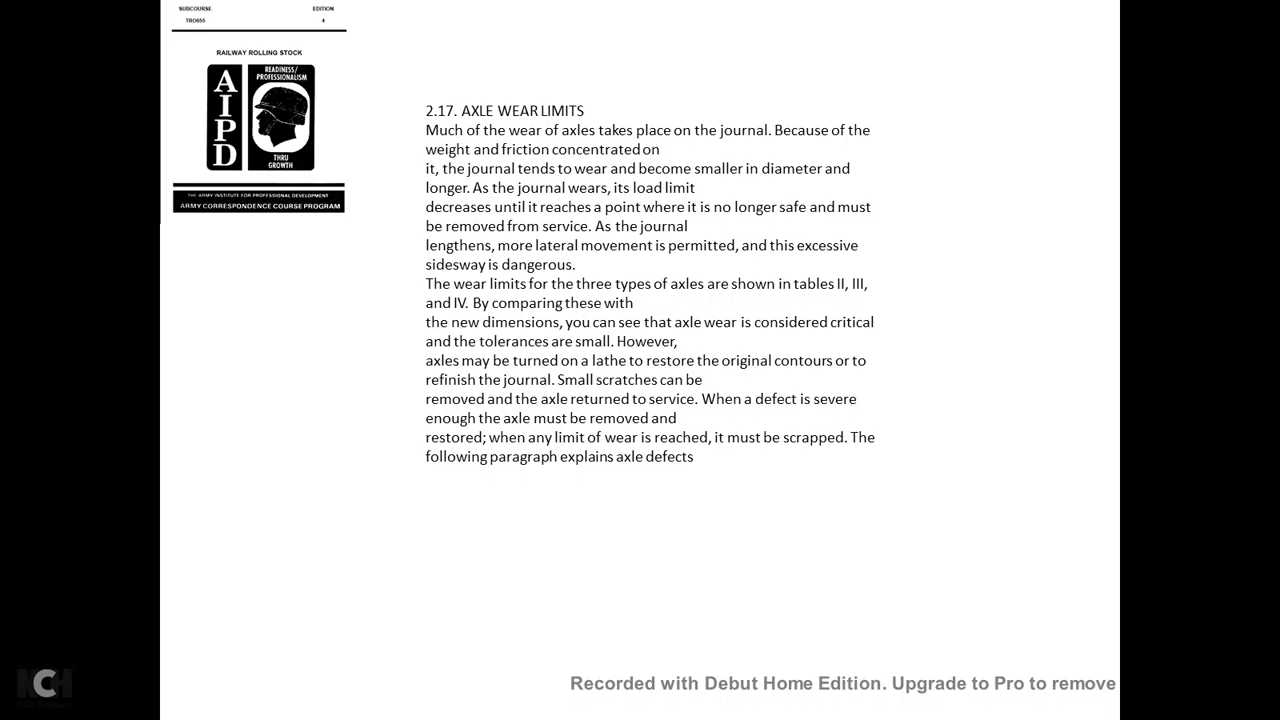 SUBCOURSE EDITION
TRO655 4
RAILWAY ROLLING STOCK
AIPD
READINESS/
PROFESSIONALISM
THRU
GROWTH
THE ARMY INSTITUTE FOR PROFESSIONAL DEVELOPMENT
ARMY CORRESPONDENCE COURSE PROGRAM
2.17. AXLE WEAR LIMITS
Much of the wear of axles takes place on the journal. Because of the
weight and friction concentrated on
it, the journal tends to wear and become smaller in diameter and
longer. As the journal wears, its load limit
decreases until it reaches a point where it is no longer safe and must
be removed from service. As the journal
lengthens, more lateral movement is permitted, and this excessive
sidesway is dangerous.
The wear limits for the three types of axles are shown in tables II, III,
and IV. By comparing these with
the new dimensions, you can see that axle wear is considered critical
and the tolerances are small. However,
axles may be turned on a lathe to restore the original contours or to
refinish the journal. Small scratches can be
removed and the axle returned to service. When a defect is severe
enough the axle must be removed and
restored; when any limit of wear is reached, it must be scrapped. The
following paragraph explains axle defects
NCH
Recorded with Debut Home Edition. Upgrade to Pro to remove